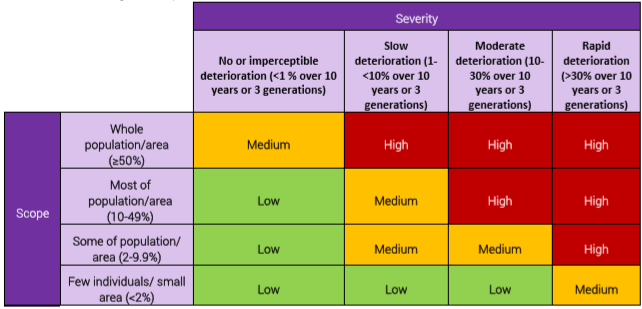 Severity
No or imperceptible
deterioration (<1 % over 10
years or 3 generations)
Slow
deterioration (1-
<10% over 10
years or 3
generations)
Moderate
deterioration (10-
30% over 10
years or 3
generations)
Rapid
deterioration
(>30% over 10
years or 3
generations)
Scope
Whole
population/area
(≥50%)
Medium
High
High
High
Most of
population/area
(10-49%)
Low
Medium
High
High
Some of population/
area (2-9.9%)
Low
Medium
Medium
High
Few individuals/ small
area (<2%)
Low
Low
Low
Medium